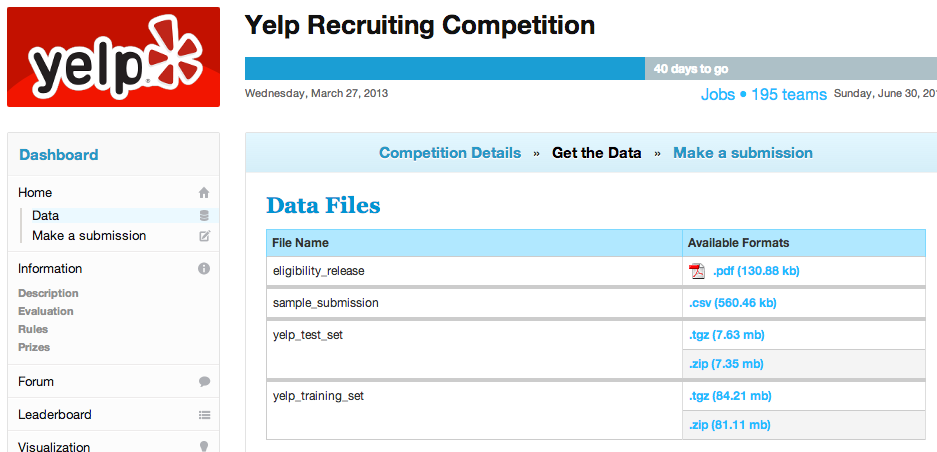 yelp
Yelp Recruiting Competition
40 days to go
Wednesday, March 27, 2013
Jobs • 195 teams
Sunday, June 30, 201
Dashboard
Home
Data
Make a submission
Information
Description
Evaluation
Rules
Prizes
Forum
Leaderboard
Visualization
Competition Details » Get the Data » Make a submission
Data Files
File Name Available Formats
eligibility_release .pdf (130.88 kb)
sample_submission .csv (560.46 kb)
yelp_test_set .tgz (7.63 mb)
.zip (7.35 mb)
yelp_training_set .tgz (84.21 mb)
.zip (81.11 mb)